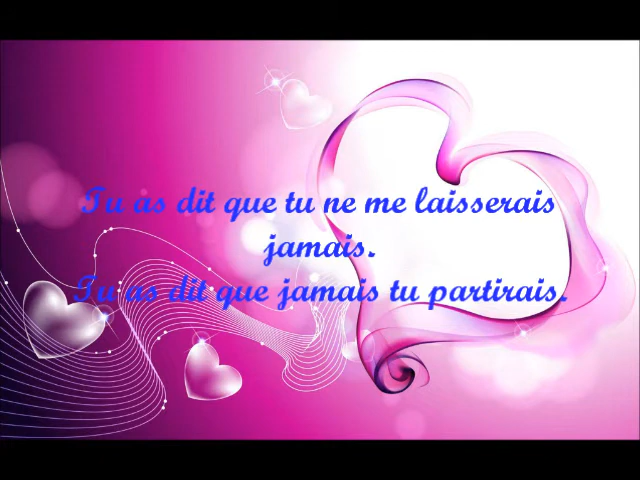 Tu as dit que tu ne me laisserais
jamais.
Tu as dit que jamais tu partirais.